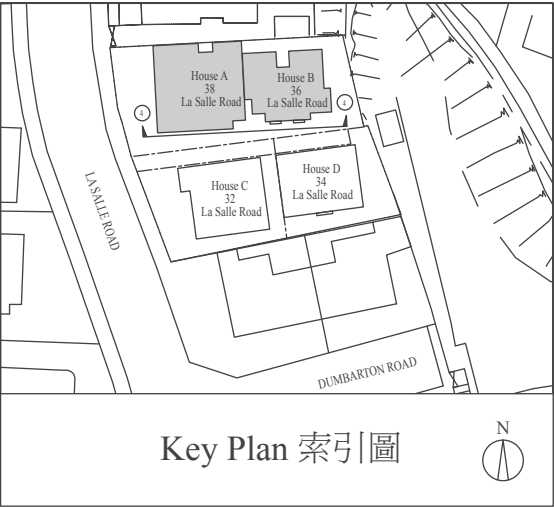 House A
38
La Salle Road
House B
36
La Salle Road
4
4
House C
32
La Salle Road
House D
34
La Salle Road
LA SALLE ROAD
DUMBARTON ROAD
Key Plan 索引圖
N